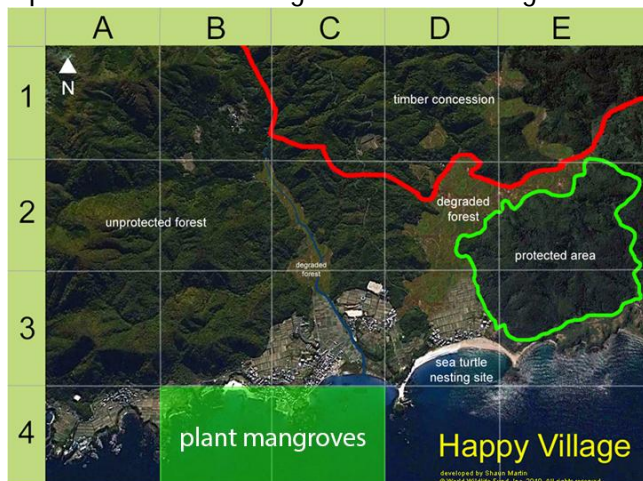 A B C D E
1
N
timber concession
2
unprotected forest
degraded
forest
degraded
forest
protected area
3
sea turtle
nesting site
4
plant mangroves
Happy Village
developed by Shaun Martin